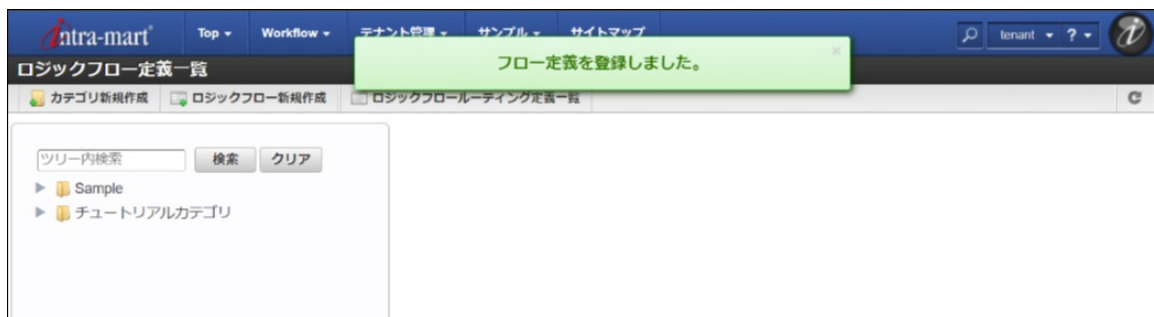 intra-mart Top Workflow テナント管理 サンプル サイトマップ tenant ?
フロー定義を登録しました。
ロジックフロー定義一覧
カテゴリ新規作成 ロジックフロー新規作成 ロジックフロールーティング定義一覧
ツリー内検索 検索 クリア
Sample
チュートリアルカテゴリ